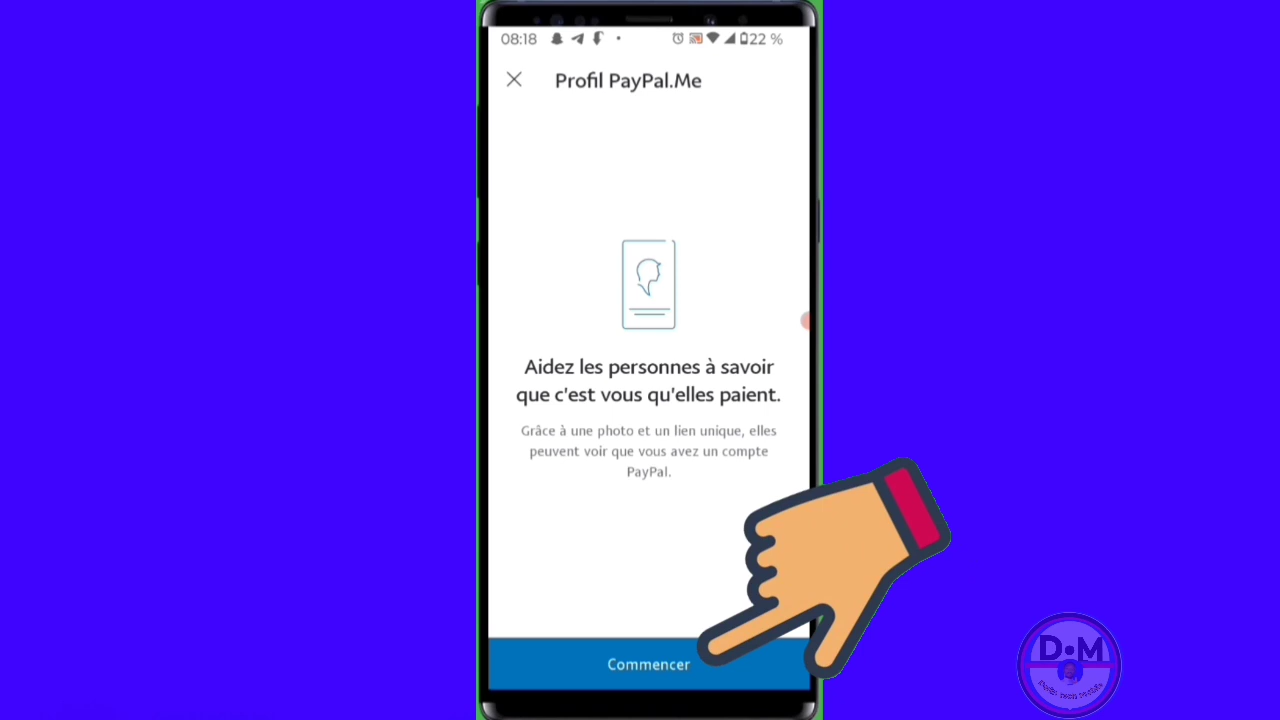 08:18
22 %
Profil PayPal.Me
Aidez les personnes à savoir
que c'est vous qu'elles paient.
Grâce à une photo et un lien unique, elles
peuvent voir que vous avez un compte
PayPal.
Commencer
D•M